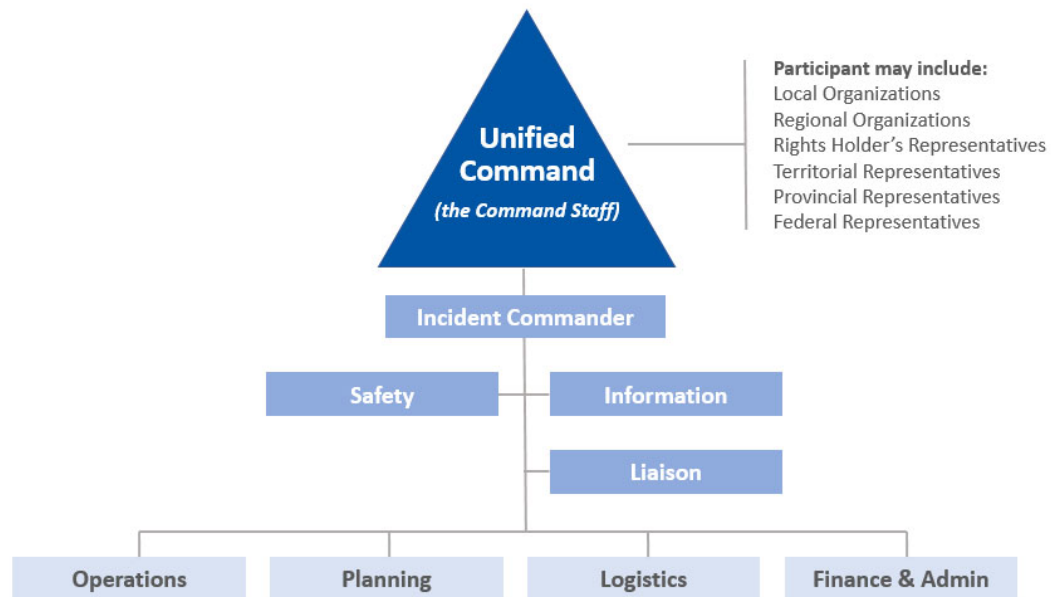 Unified
Command
(the Command Staff)
Participant may include:
Local Organizations
Regional Organizations
Rights Holder's Representatives
Territorial Representatives
Provincial Representatives
Federal Representatives
Incident Commander
Safety
Information
Liaison
Operations
Planning
Logistics
Finance & Admin